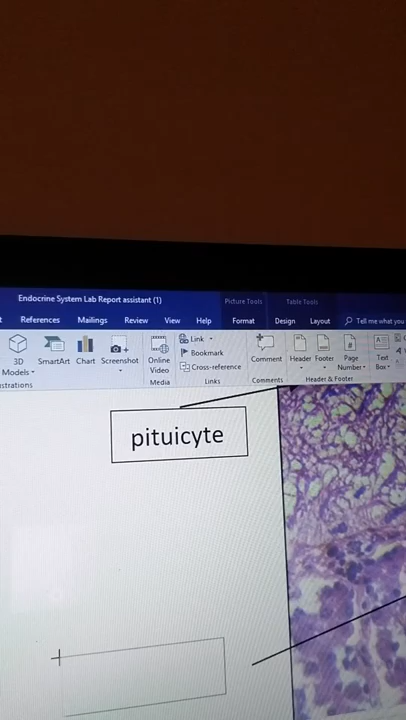 Endocrine System Lab Report assistant (1)
Picture Tools
Table Tools
References
Mailings
Review
View
Help
Format
Design
Layout
Tell me what you
3D Models
SmartArt
Chart
Screenshot
Online Video
Link
Bookmark
Cross-reference
Comment
Header
Footer
Page Number
Text Box
Media
Links
Comments
Header & Footer
pituicyte